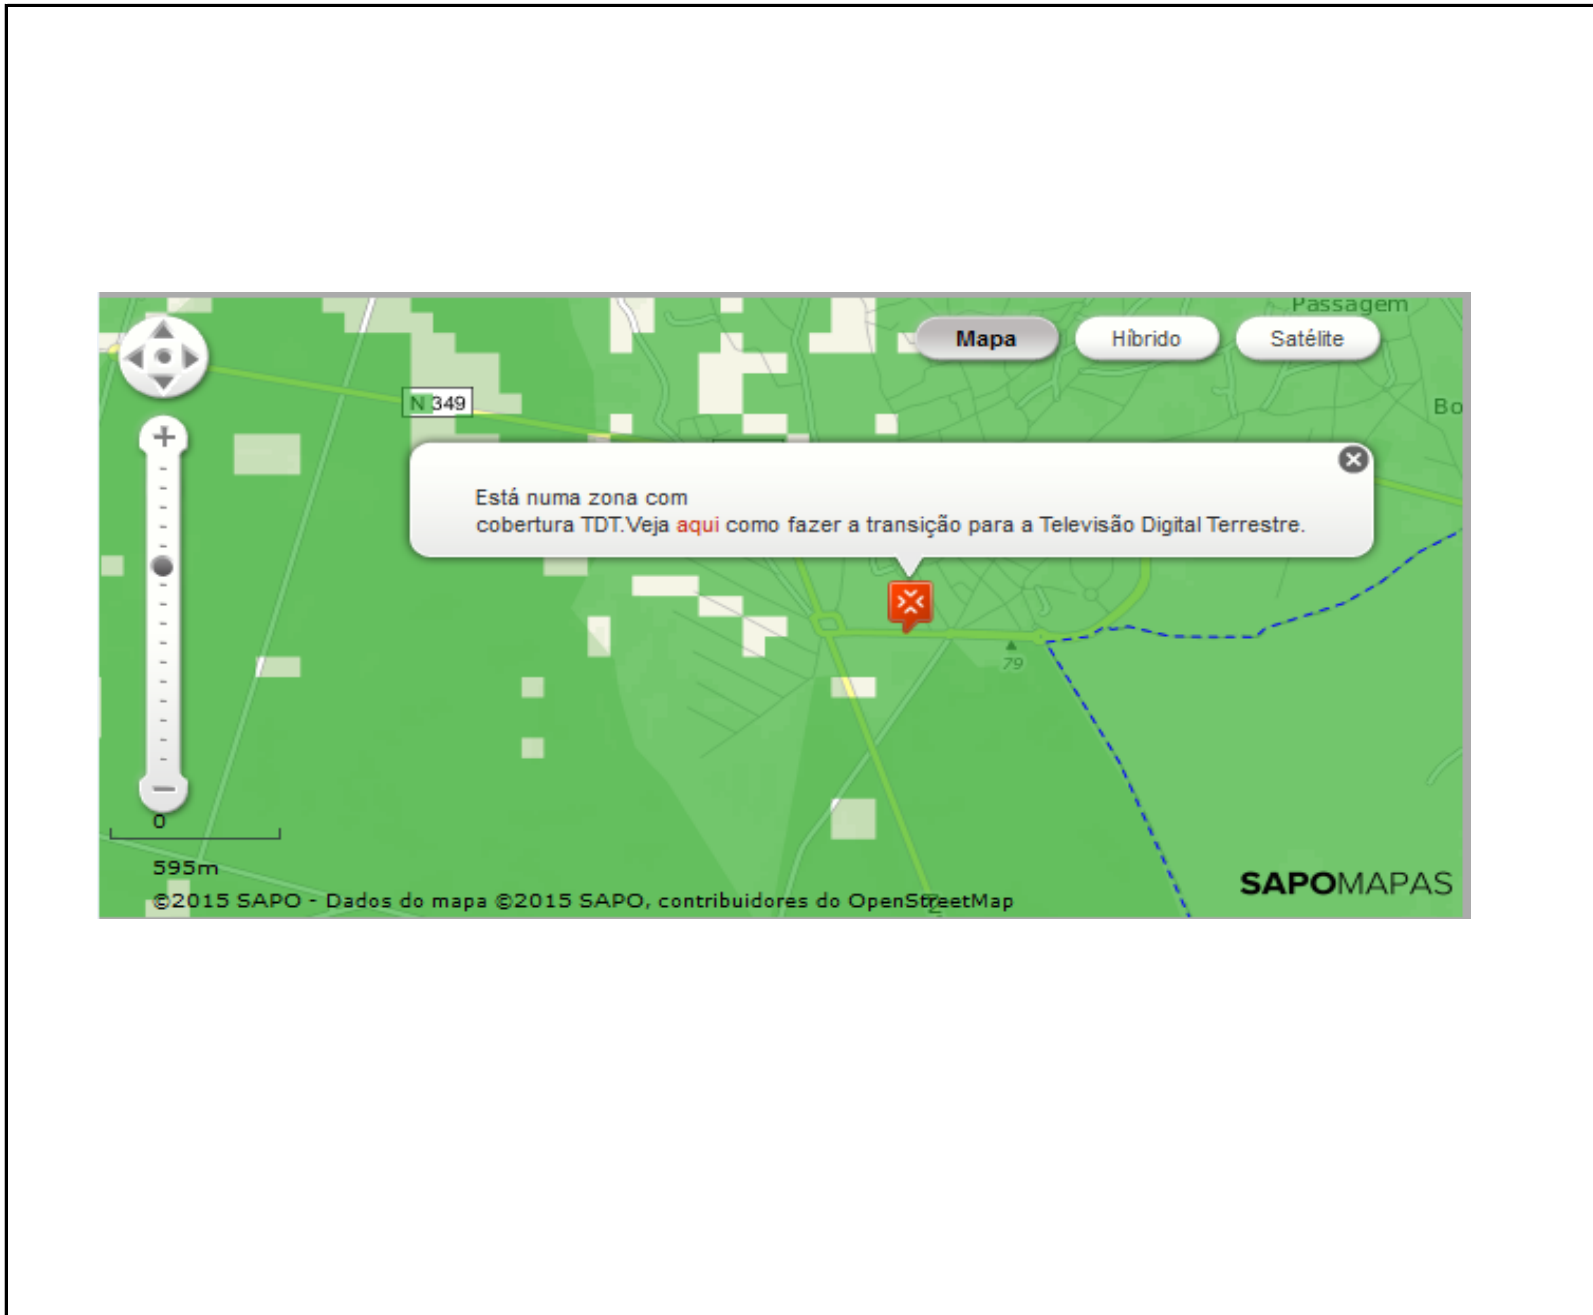 Passagem
Mapa
Híbrido
Satélite
N 349
Bo
+
Está numa zona com
cobertura TDT.Veja aqui como fazer a transição para a Televisão Digital Terrestre.
79
0
595m
©2015 SAPO - Dados do mapa ©2015 SAPO, contribuidores do OpenStreetMap
SAPOMAPAS